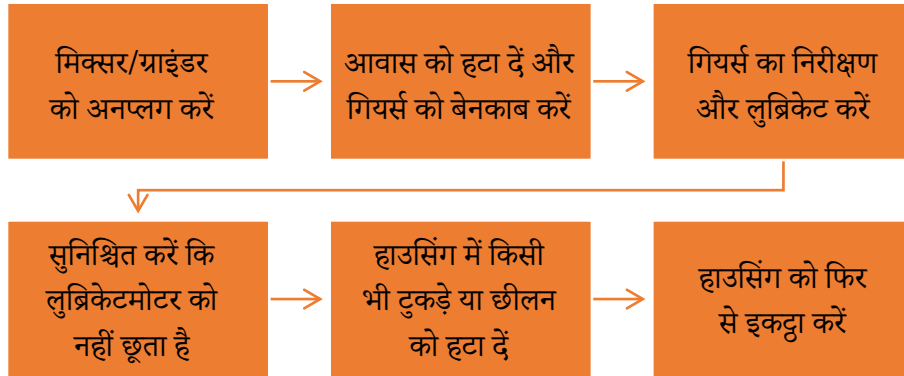 मिक्सर/ग्राइंडर
को अनप्लग करें
आवास को हटा दें और
गियर्स को बेनकाब करें
गियर्स का निरीक्षण
और लुब्रिकेट करें
सुनिश्चित करें कि
लुब्रिकेटमोटर को
नहीं छूता है
हाउसिंग में किसी
भी टुकड़े या छीलन
को हटा दें
हाउसिंग को फिर
से इकट्ठा करें